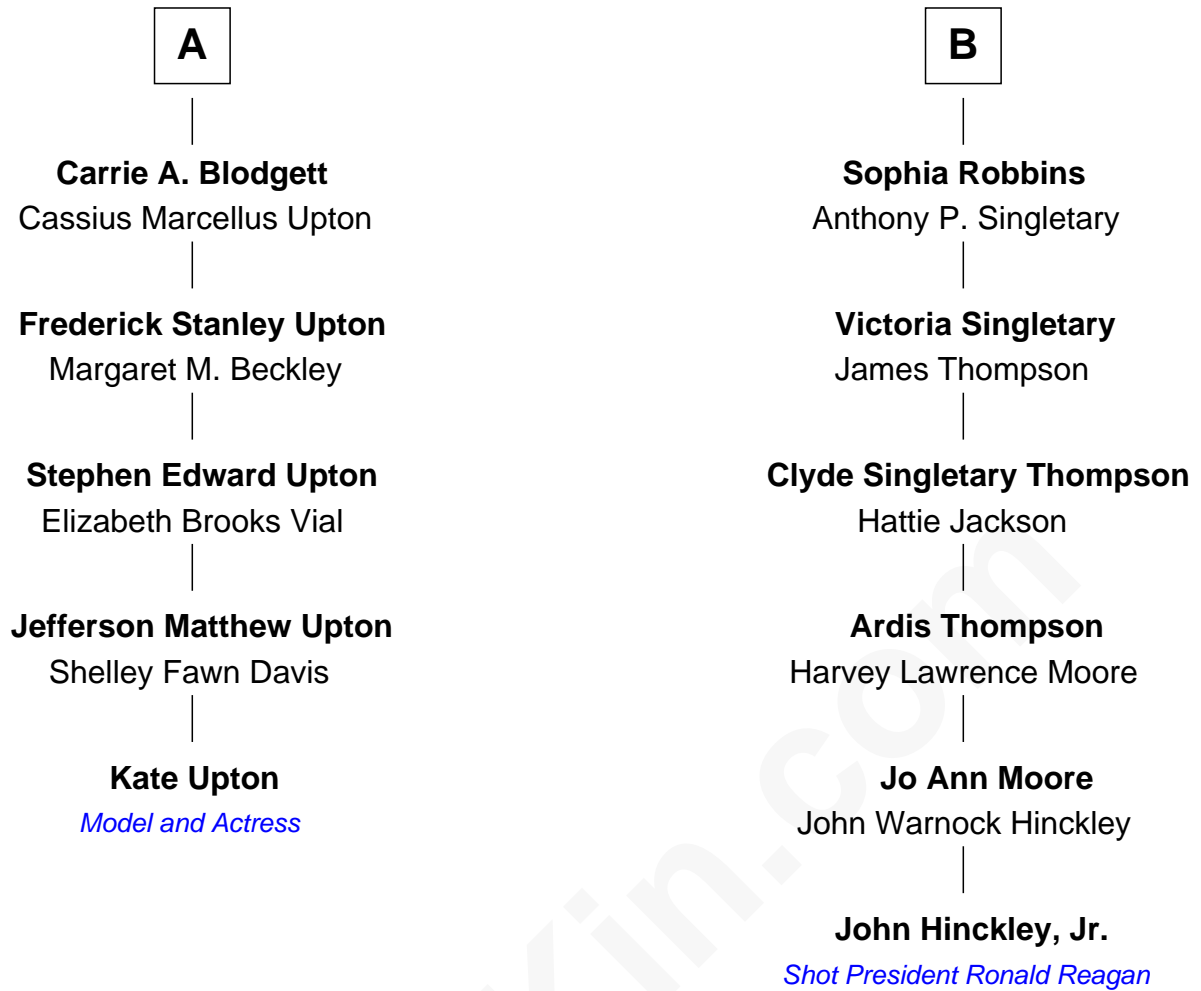 A
Carrie A. Blodgett
Cassius Marcellus Upton
Frederick Stanley Upton
Margaret M. Beckley
Stephen Edward Upton
Elizabeth Brooks Vial
Jefferson Matthew Upton
Shelley Fawn Davis
Kate Upton
Model and Actress
B
Sophia Robbins
Anthony P. Singletary
Victoria Singletary
James Thompson
Clyde Singletary Thompson
Hattie Jackson
Ardis Thompson
Harvey Lawrence Moore
Jo Ann Moore
John Warnock Hinckley
John Hinckley, Jr.
Shot President Ronald Reagan